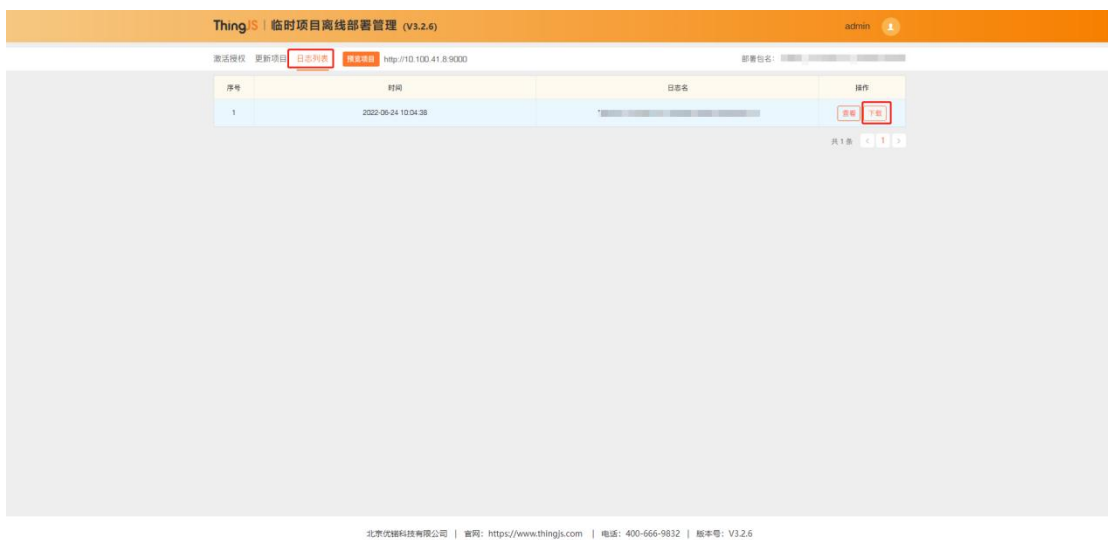 ThingJS | 临时项目离线部署管理 (V3.2.6) admin
激活授权 更新项目 日志列表 预览项目 http://10.100.41.8:9000 部署包名:
序号 时间 日志名 操作
1 2022-06-24 10:04:38 查看 下载
共 1 条 < 1 >
北京优锘科技有限公司 | 官网: https://www.thingjs.com | 电话: 400-666-9832 | 版本号: V3.2.6